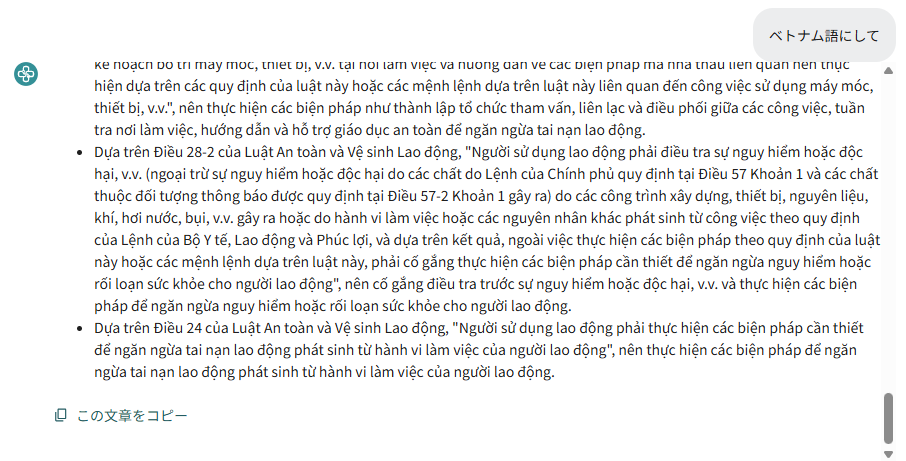 ベトナム語にして
kế hoạch bố trí máy móc, thiết bị, v.v. tại nơi làm việc và hướng dẫn về các biện pháp mà nhà thầu liên quan nên thực
hiện dựa trên các quy định của luật này hoặc các mệnh lệnh dựa trên luật này liên quan đến công việc sử dụng máy móc,
thiết bị, v.v.", nên thực hiện các biện pháp như thành lập tổ chức tham vấn, liên lạc và điều phối giữa các công việc, tuần
tra nơi làm việc, hướng dẫn và hỗ trợ giáo dục an toàn để ngăn ngừa tai nạn lao động.
• Dựa trên Điều 28-2 của Luật An toàn và Vệ sinh Lao động, "Người sử dụng lao động phải điều tra sự nguy hiểm hoặc độc
hại, v.v. (ngoại trừ sự nguy hiểm hoặc độc hại do các chất do Lệnh của Chính phủ quy định tại Điều 57 Khoản 1 và các chất
thuộc đối tượng thông báo được quy định tại Điều 57-2 Khoản 1 gây ra) do các công trình xây dựng, thiết bị, nguyên liệu,
khí, hơi nước, bụi, v.v. gây ra hoặc do hành vi làm việc hoặc các nguyên nhân khác phát sinh từ công việc theo quy định
của Lệnh của Bộ Y tế, Lao động và Phúc lợi, và dựa trên kết quả, ngoài việc thực hiện các biện pháp theo quy định của luật
này hoặc các mệnh lệnh dựa trên luật này, phải cố gắng thực hiện các biện pháp cần thiết để ngăn ngừa nguy hiểm hoặc
rối loạn sức khỏe cho người lao động", nên cố gắng điều tra trước sự nguy hiểm hoặc độc hại, v.v. và thực hiện các biện
pháp để ngăn ngừa nguy hiểm hoặc rối loạn sức khỏe cho người lao động.
• Dựa trên Điều 24 của Luật An toàn và Vệ sinh Lao động, "Người sử dụng lao động phải thực hiện các biện pháp cần thiết
để ngăn ngừa tai nạn lao động phát sinh từ hành vi làm việc của người lao động", nên thực hiện các biện pháp để ngăn
ngừa tai nạn lao động phát sinh từ hành vi làm việc của người lao động.
この文章をコピー